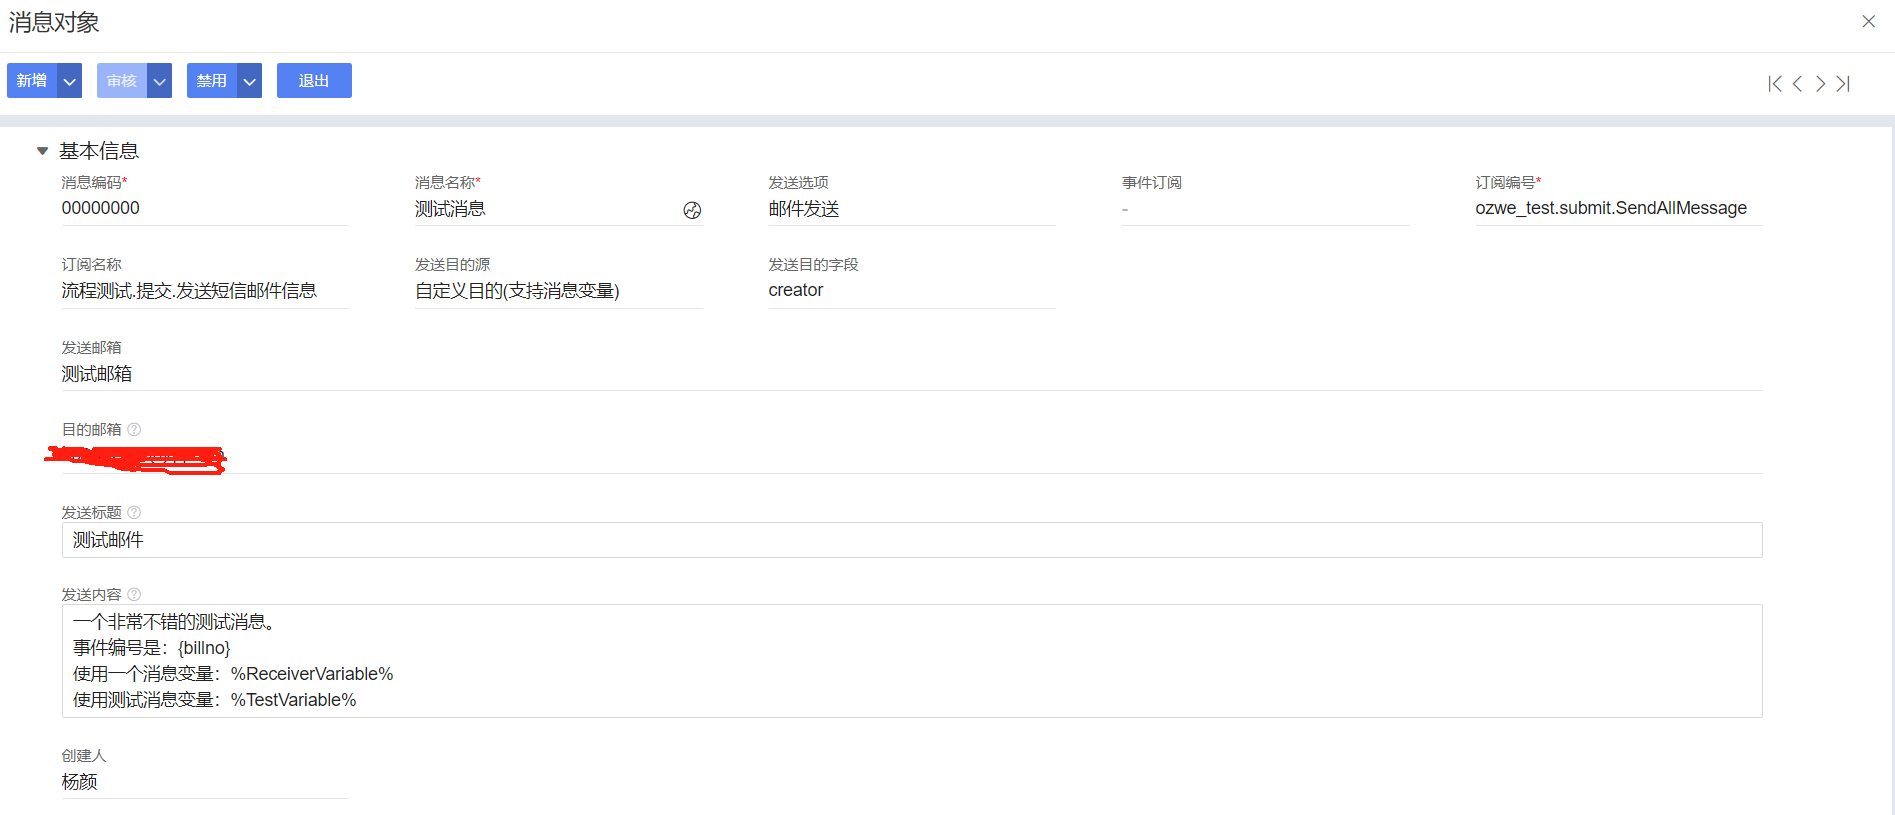 消息对象
新增 审核 禁用 退出
基本信息
消息编码* 消息名称* 发送选项 事件订阅 订阅编号*
00000000 测试消息 邮件发送 - ozwe_test.submit.SendAllMessage
订阅名称 发送目的源 发送目的字段
流程测试.提交.发送短信邮件信息 自定义目的(支持消息变量) creator
发送邮箱
测试邮箱
目的邮箱
发送标题
测试邮件
发送内容
一个非常不错的测试消息。
事件编号是：{billno}
使用一个消息变量：%ReceiverVariable%
使用测试消息变量：%TestVariable%
创建人
杨颜